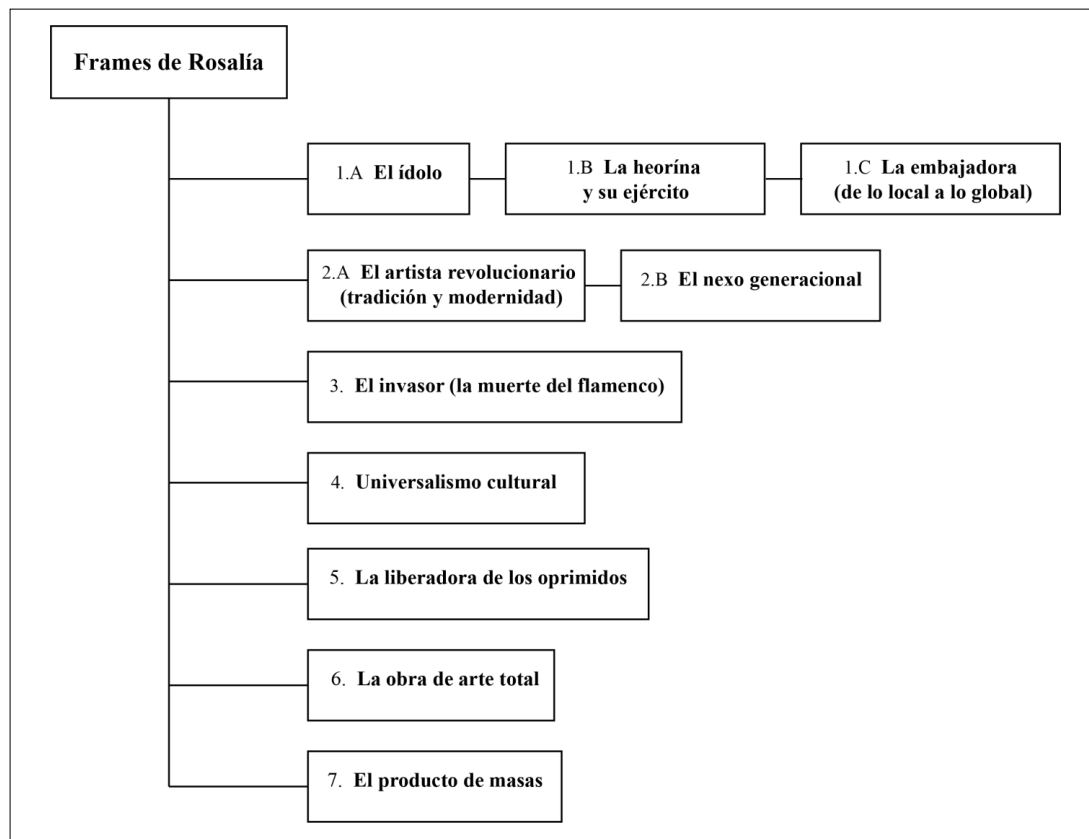 Frames de Rosalía
1.A El ídolo
1.B La heorína
y su ejército
1.C La embajadora
(de lo local a lo global)
2.A El artista revolucionario
(tradición y modernidad)
2.B El nexo generacional
3. El invasor (la muerte del flamenco)
4. Universalismo cultural
5. La liberadora de los oprimidos
6. La obra de arte total
7. El producto de masas